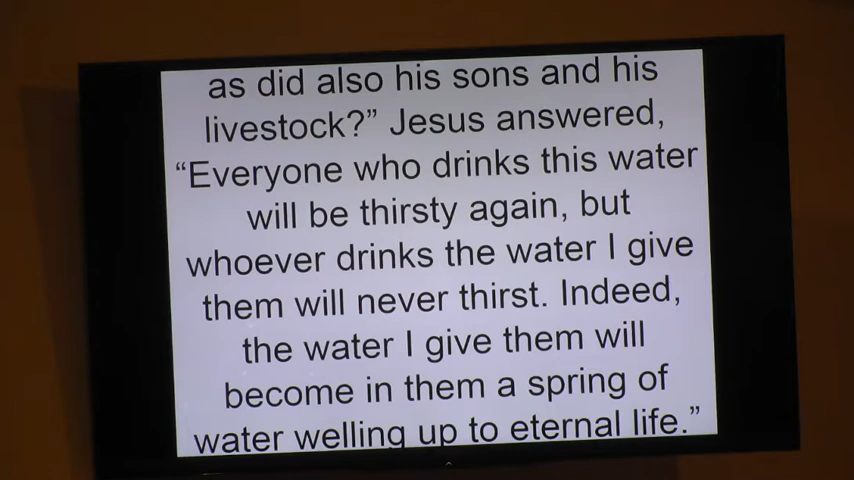 as did also his sons and his
livestock?” Jesus answered,
“Everyone who drinks this water
will be thirsty again, but
whoever drinks the water I give
them will never thirst. Indeed,
the water I give them will
become in them a spring of
water welling up to eternal life.”